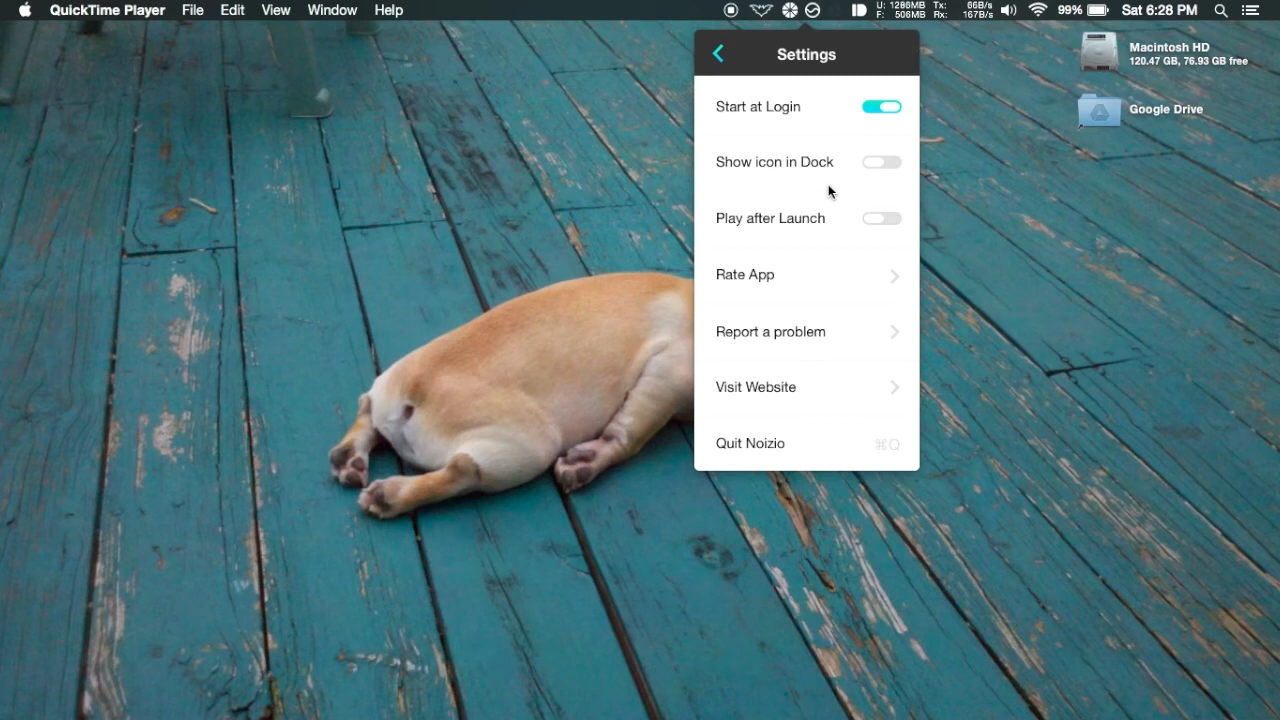 QuickTime Player File Edit View Window Help
U: 1286MB Tx: 66B/s
F: 506MB Rx: 167B/s
99% Sat 6:28 PM
Settings
Macintosh HD
120.47 GB, 76.93 GB free
Google Drive
Start at Login
Show icon in Dock
Play after Launch
Rate App
Report a problem
Visit Website
Quit Noizio ⌘Q